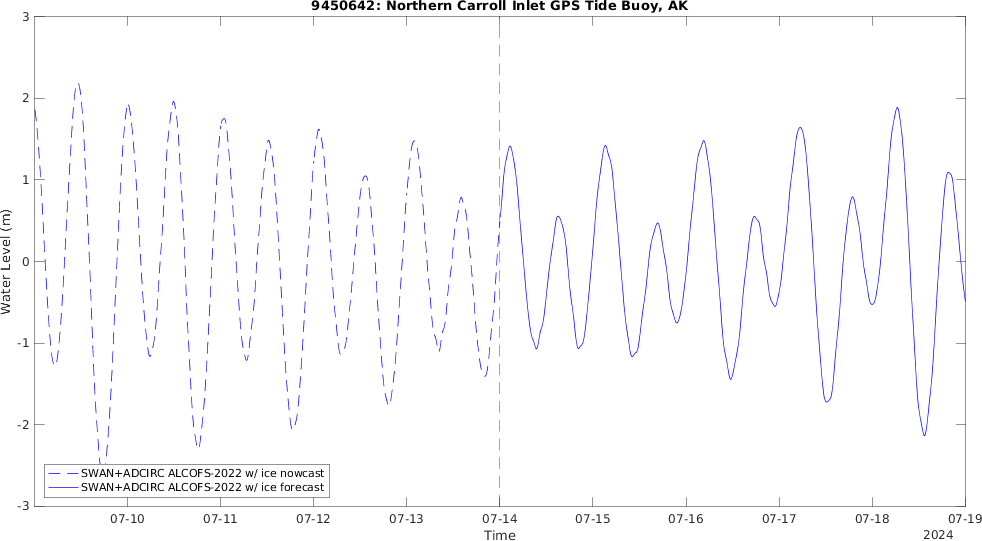 9450642: Northern Carroll Inlet GPS Tide Buoy, AK
Water Level (m)
3
2
1
0
-1
-2
-3
SWAN+ADCIRC ALCOFS-2022 w/ ice nowcast
SWAN+ADCIRC ALCOFS-2022 w/ ice forecast
07-10 07-11 07-12 07-13 07-14 07-15 07-16 07-17 07-18 07-19
Time
2024